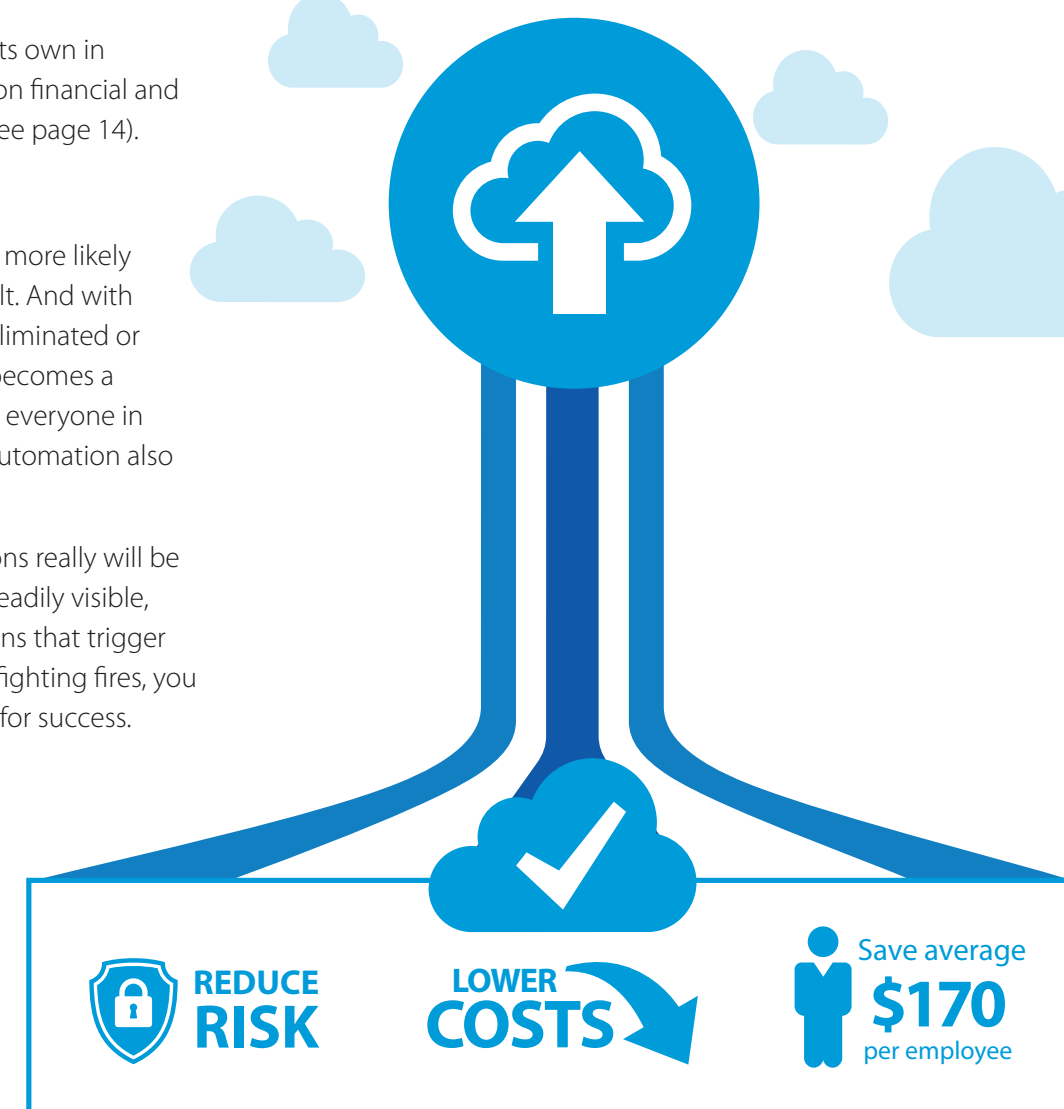 ts own in
on financial and
ee page 14).
more likely
lt. And with
liminated or
becomes a
everyone in
utomation also
ns really will be
eadily visible,
ns that trigger
fighting fires, you
for success.
REDUCE
RISK
LOWER
COSTS
Save average
$170
per employee